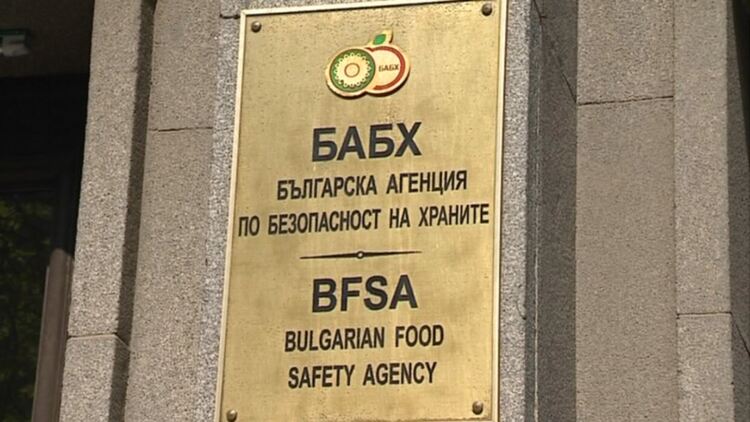 БАБХ
БАБХ
БЪЛГАРСКА АГЕНЦИЯ
ПО БЕЗОПАСНОСТ НА ХРАНИТЕ
BFSA
BULGARIAN FOOD
SAFETY AGENCY